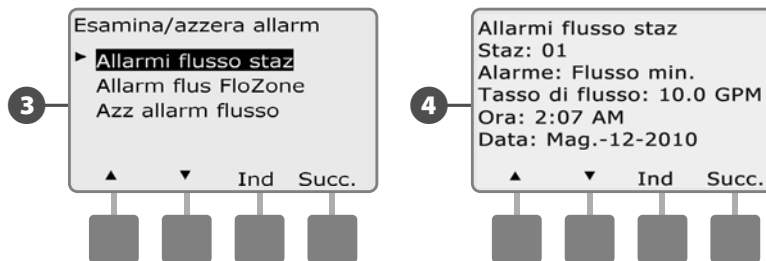 3
Esamina/azzera allarm
► Allarmi flusso staz
Allarm flus FloZone
Azz allarm flusso
▲ ▼ Ind Succ.
4
Allarmi flusso staz
Staz: 01
Alarme: Flusso min.
Tasso di flusso: 10.0 GPM
Ora: 2:07 AM
Data: Mag.-12-2010
▲ ▼ Ind Succ.